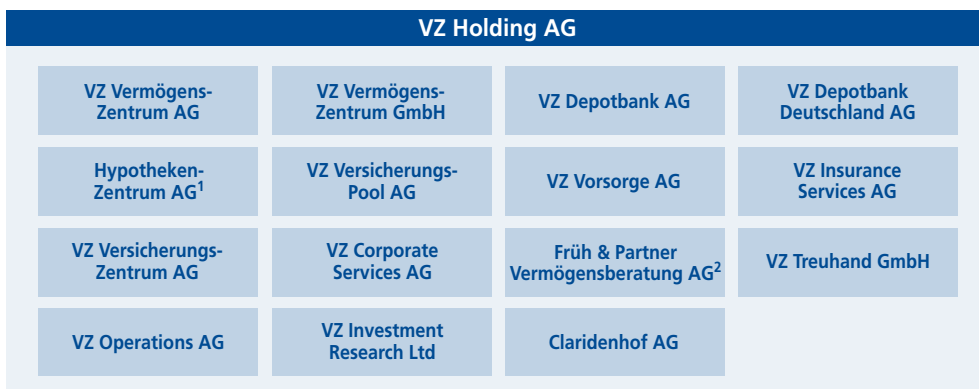 VZ Holding AG
VZ Vermögens-
Zentrum AG
VZ Vermögens-
Zentrum GmbH
VZ Depotbank AG
VZ Depotbank
Deutschland AG
Hypotheken-
Zentrum AG¹
VZ Versicherungs-
Pool AG
VZ Vorsorge AG
VZ Insurance
Services AG
VZ Versicherungs-
Zentrum AG
VZ Corporate
Services AG
Früh & Partner
Vermögensberatung AG²
VZ Treuhand GmbH
VZ Operations AG
VZ Investment
Research Ltd
Claridenhof AG